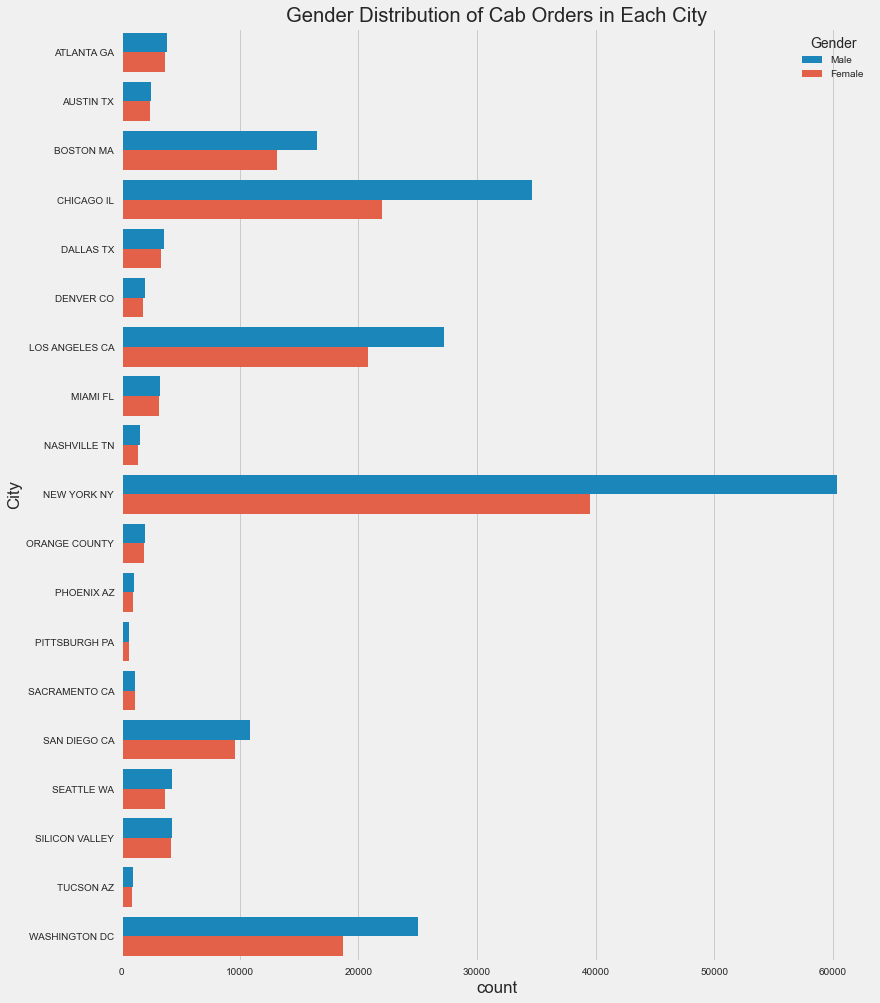 Gender Distribution of Cab Orders in Each City
Gender
Male
Female
City
ATLANTA GA
AUSTIN TX
BOSTON MA
CHICAGO IL
DALLAS TX
DENVER CO
LOS ANGELES CA
MIAMI FL
NASHVILLE TN
NEW YORK NY
ORANGE COUNTY
PHOENIX AZ
PITTSBURGH PA
SACRAMENTO CA
SAN DIEGO CA
SEATTLE WA
SILICON VALLEY
TUCSON AZ
WASHINGTON DC
0 10000 20000 30000 40000 50000 60000
count